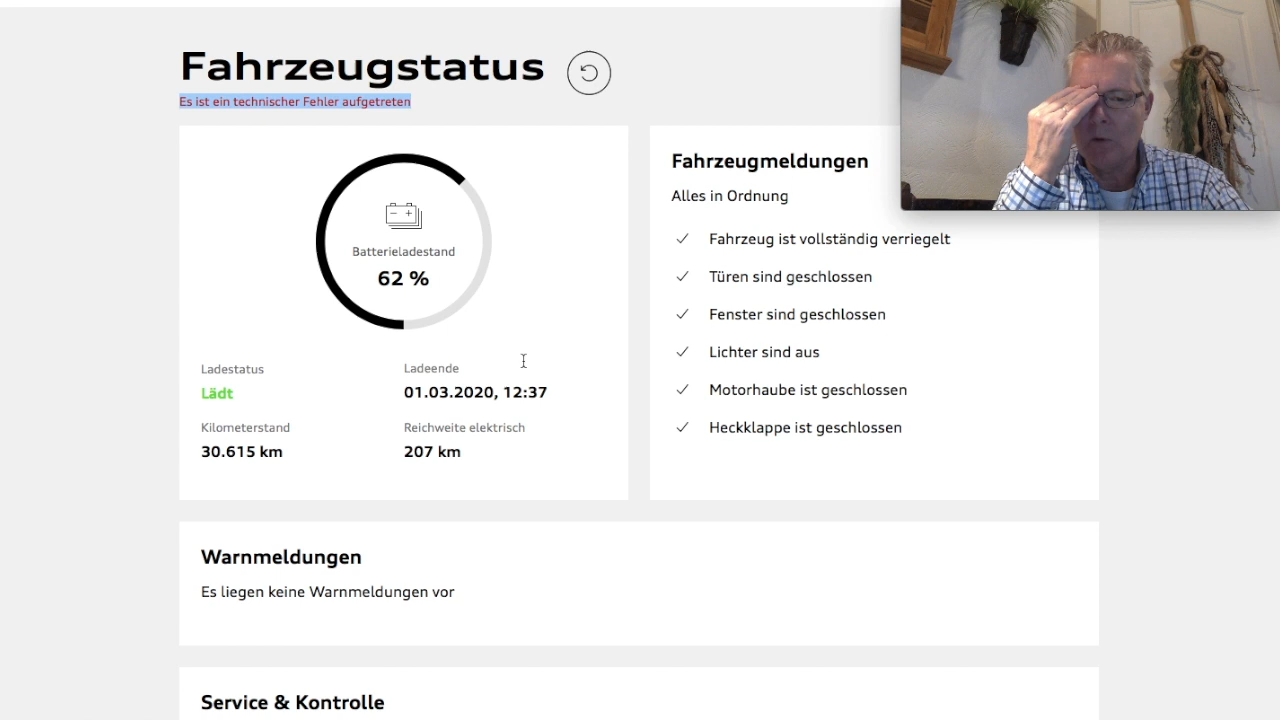 Fahrzeugstatus
Es ist ein technischer Fehler aufgetreten
Batterieladestand
62 %
Ladestatus
Lädt
Ladeende
01.03.2020, 12:37
Kilometerstand
30.615 km
Reichweite elektrisch
207 km
Fahrzeugmeldungen
Alles in Ordnung
Fahrzeug ist vollständig verriegelt
Türen sind geschlossen
Fenster sind geschlossen
Lichter sind aus
Motorhaube ist geschlossen
Heckklappe ist geschlossen
Warnmeldungen
Es liegen keine Warnmeldungen vor
Service & Kontrolle